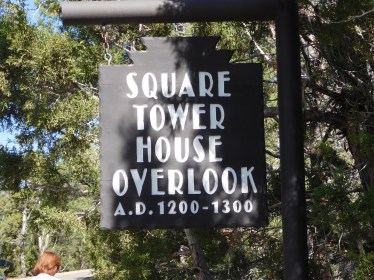 SQUARE
TOWER
HOUSE
OVERLOOK
A.D. 1200-1300